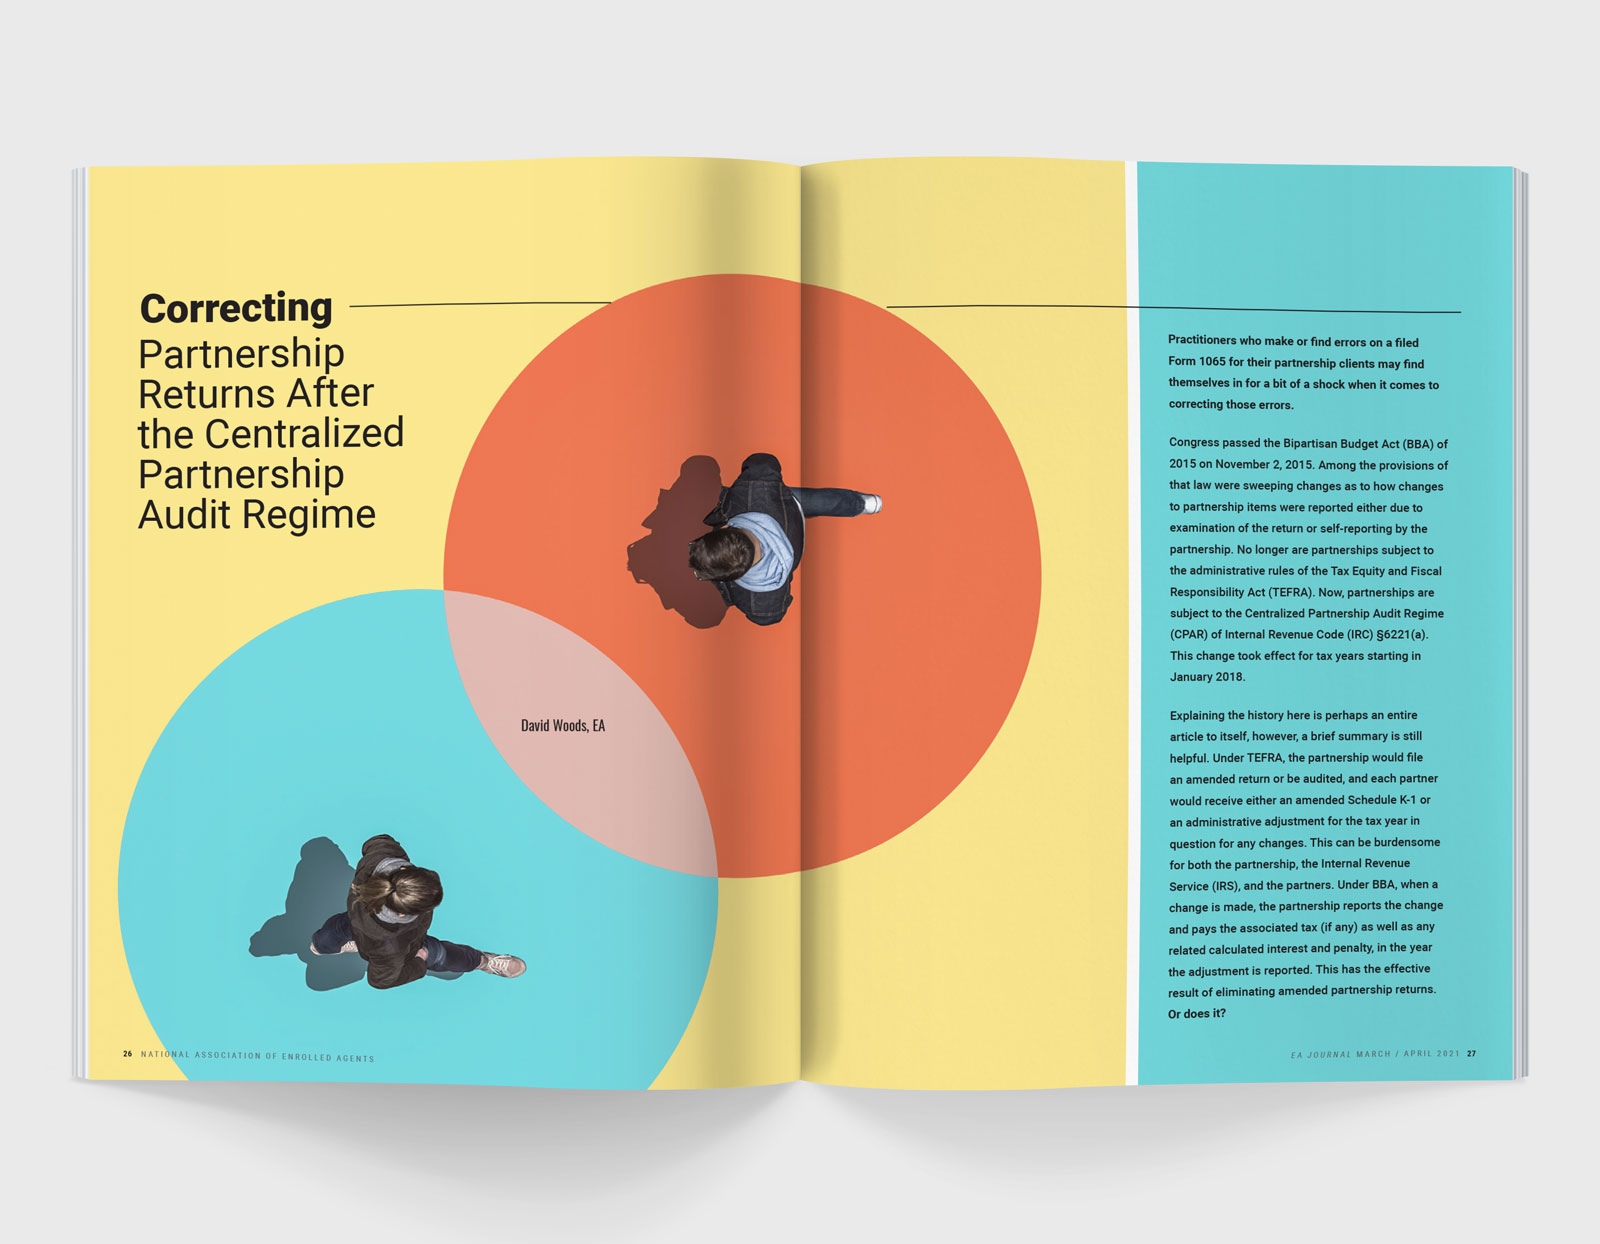 Correcting
Partnership
Returns After
the Centralized
Partnership
Audit Regime
David Woods, EA
26 NATIONAL ASSOCIATION OF ENROLLED AGENTS
Practitioners who make or find errors on a filed
Form 1065 for their partnership clients may find
themselves in for a bit of a shock when it comes to
correcting those errors.
Congress passed the Bipartisan Budget Act (BBA) of
2015 on November 2, 2015. Among the provisions of
that law were sweeping changes as to how changes
to partnership items were reported either due to
examination of the return or self-reporting by the
partnership. No longer are partnerships subject to
the administrative rules of the Tax Equity and Fiscal
Responsibility Act (TEFRA). Now, partnerships are
subject to the Centralized Partnership Audit Regime
(CPAR) of Internal Revenue Code (IRC) §6221(a).
This change took effect for tax years starting in
January 2018.
Explaining the history here is perhaps an entire
article to itself, however, a brief summary is still
helpful. Under TEFRA, the partnership would file
an amended return or be audited, and each partner
would receive either an amended Schedule K-1 or
an administrative adjustment for the tax year in
question for any changes. This can be burdensome
for both the partnership, the Internal Revenue
Service (IRS), and the partners. Under BBA, when a
change is made, the partnership reports the change
and pays the associated tax (if any) as well as any
related calculated interest and penalty, in the year
the adjustment is reported. This has the effective
result of eliminating amended partnership returns.
Or does it?
EA JOURNAL MARCH / APRIL 2021 27